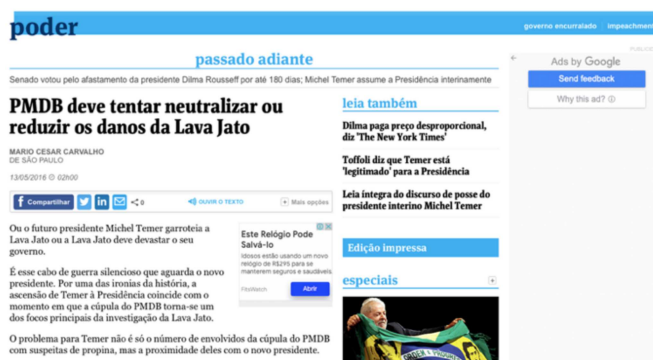 poder
governo encurralado
impeachment
passado adiante
Senado votou pelo afastamento da presidente Dilma Rousseff por até 180 dias; Michel Temer assume a Presidência interinamente
PMDB deve tentar neutralizar ou
reduzir os danos da Lava Jato
MARIO CESAR CARVALHO
DE SÃO PAULO
13/05/2016 02h00
Compartilhar
0
OUVIR O TEXTO
Mais opções
Ou o futuro presidente Michel Temer garroteia a
Lava Jato ou a Lava Jato deve devastar o seu
governo.
É esse cabo de guerra silencioso que aguarda o novo
presidente. Por uma das ironias da história, a
ascensão de Temer à Presidência coincide com o
momento em que a cúpula do PMDB torna-se um
dos focos principais da investigação da Lava Jato.
O problema para Temer não é só o número de envolvidos da cúpula do PMDB
com suspeitas de propina, mas a proximidade deles com o novo presidente.
Este Relógio Pode
Salvá-lo
Idosos estão usando um novo
relógio de R$295 para se
manterem seguros e saudáveis
FitsWatch
Abrir
leia também
Dilma paga preço desproporcional,
diz 'The New York Times'
Toffoli diz que Temer está
'legitimado' para a Presidência
Leia íntegra do discurso de posse do
presidente interino Michel Temer
Edição impressa
especiais
ORDEM E PROGRESSO
Ads by Google
Send feedback
Why this ad?